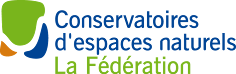 Conservatoires
d'espaces naturels
La Fédération